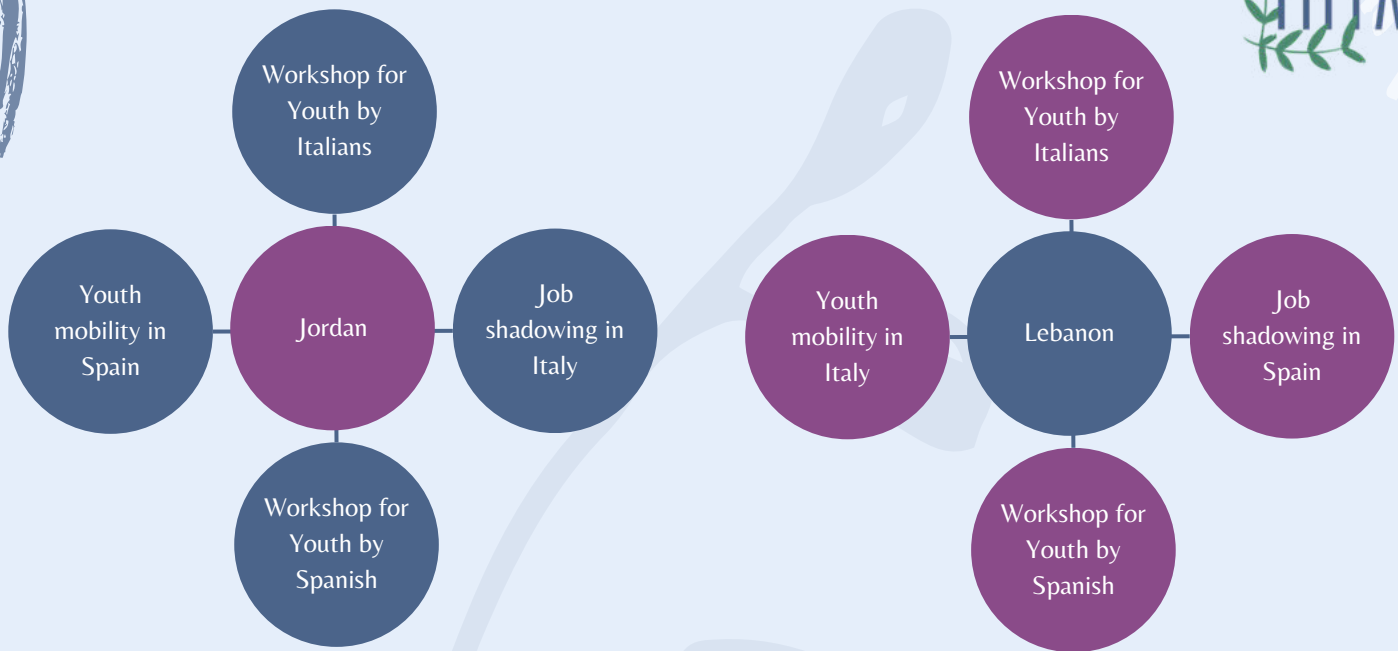 Workshop for
Youth by
Italians
Youth
mobility in
Spain
Jordan
Job
shadowing in
Italy
Workshop for
Youth by
Spanish
Workshop for
Youth by
Italians
Youth
mobility in
Italy
Lebanon
Job
shadowing in
Spain
Workshop for
Youth by
Spanish